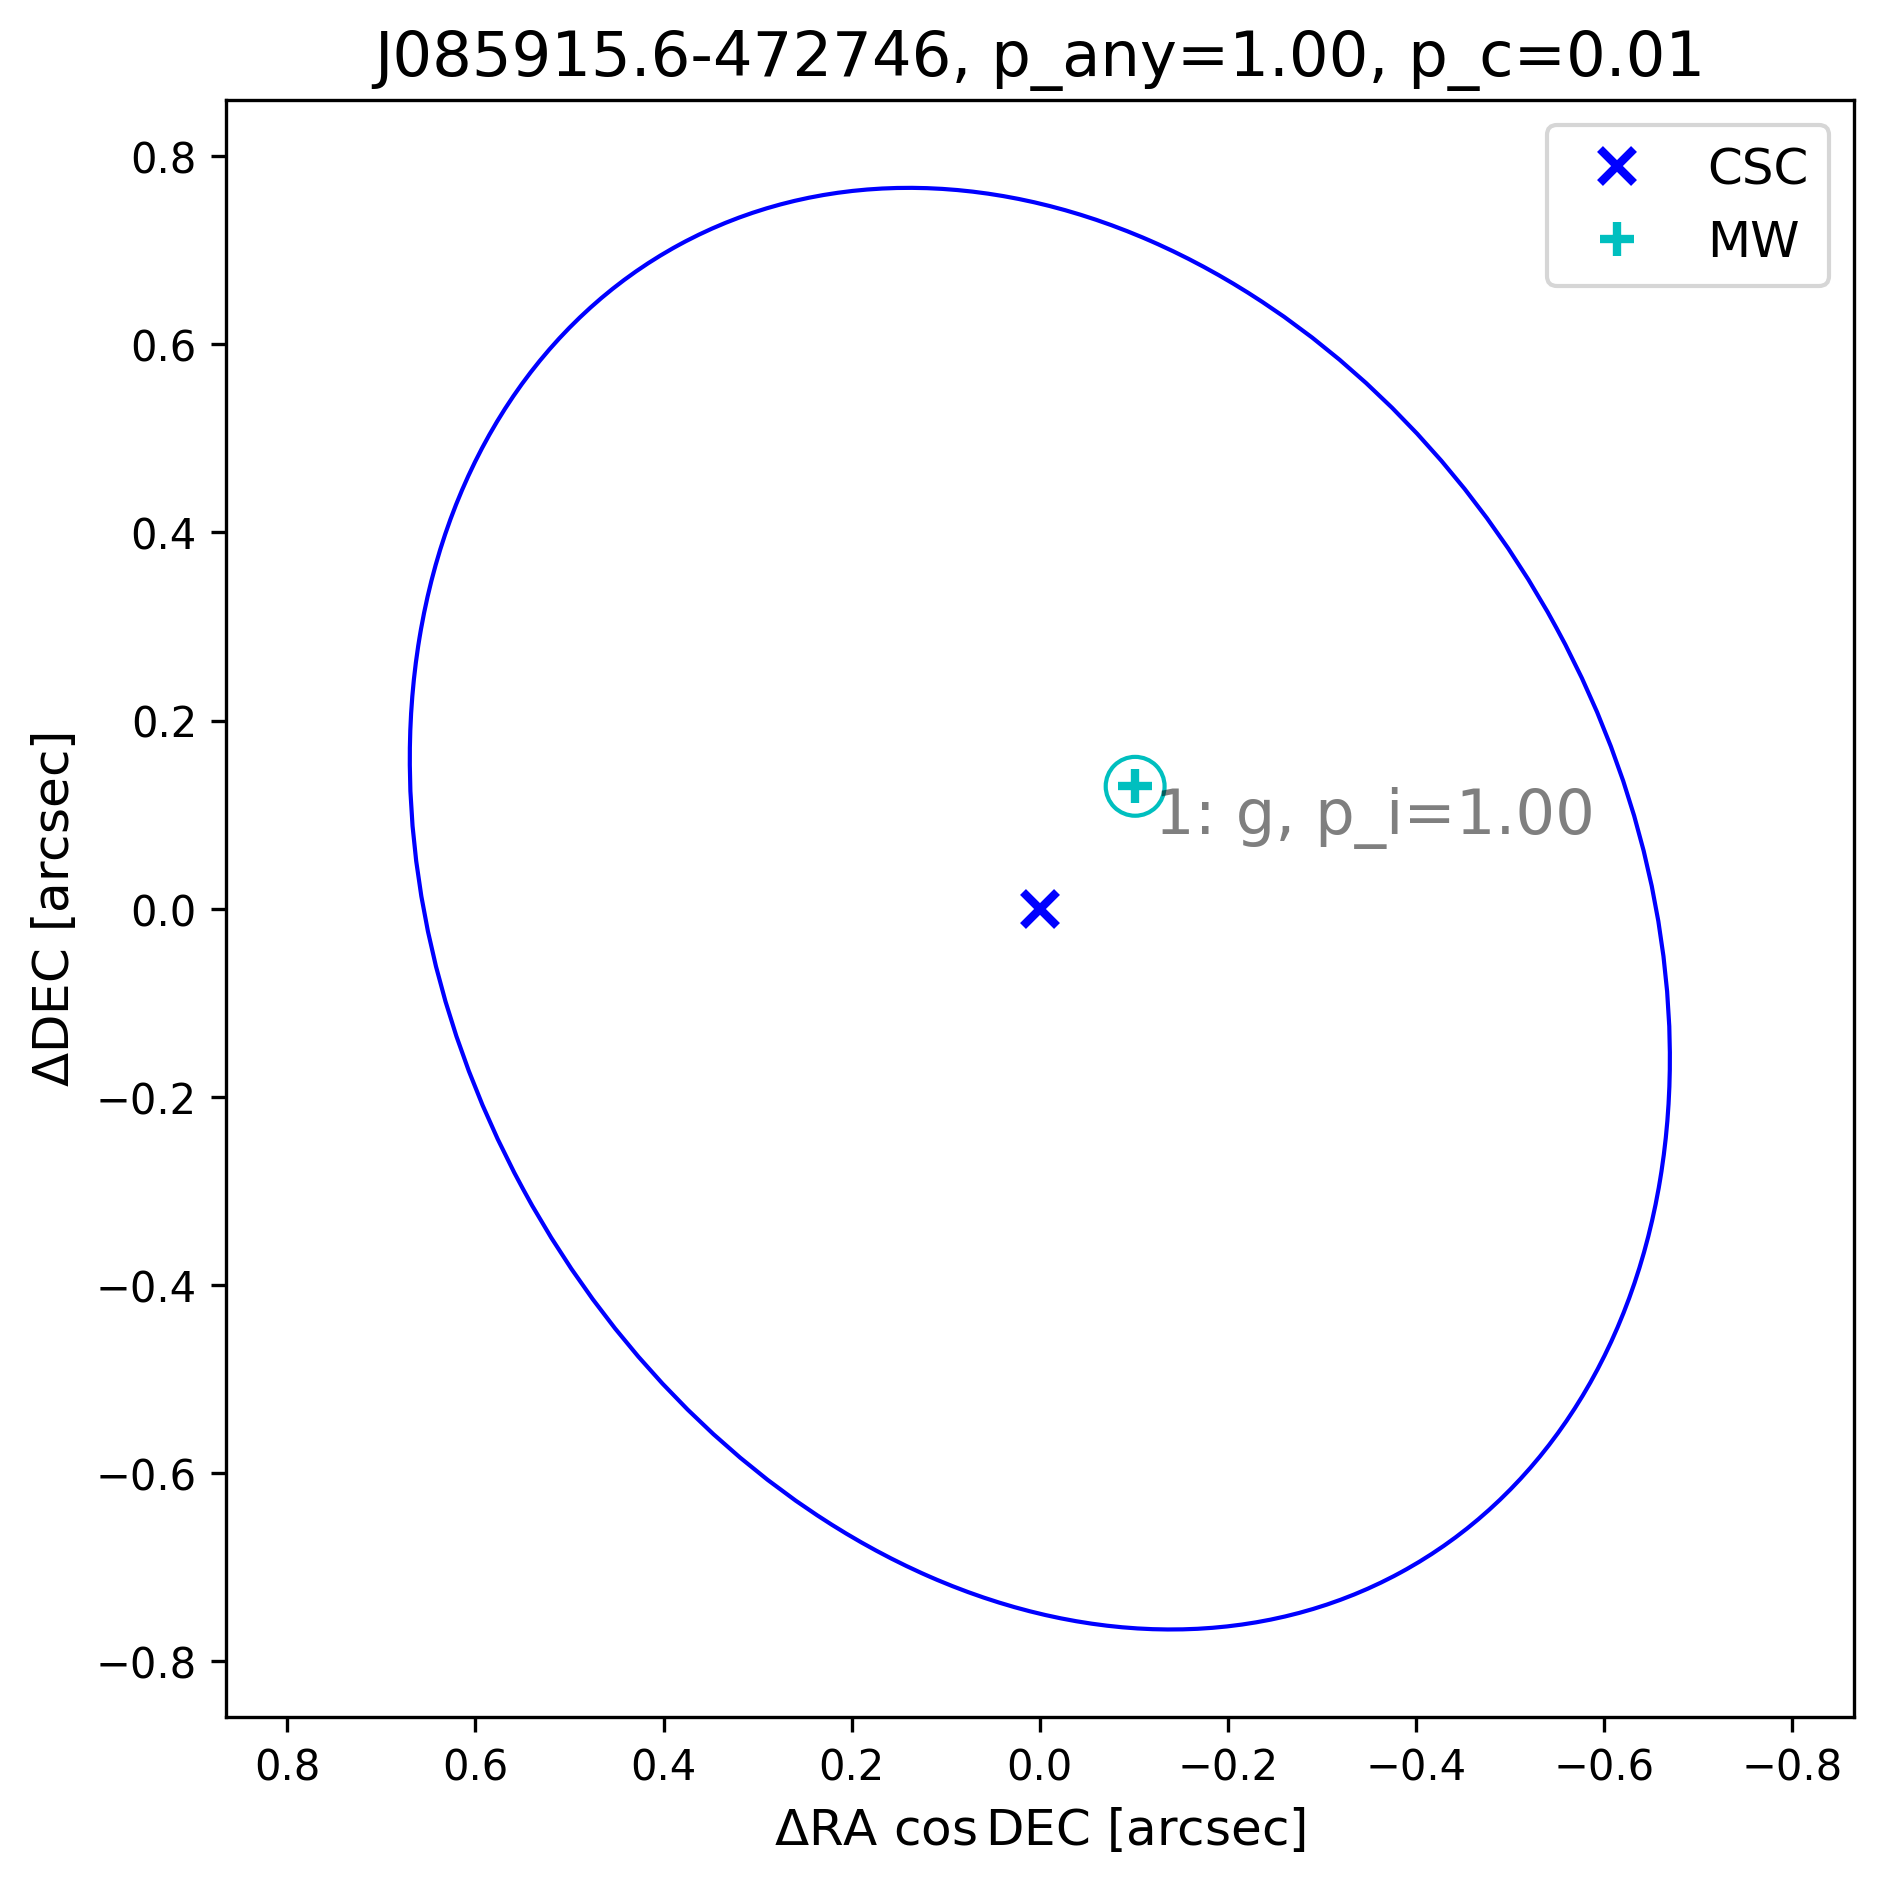 J085915.6-472746, p_any=1.00, p_c=0.01
CSC
MW
0.8
0.6
0.4
0.2
0.0
−0.2
−0.4
−0.6
−0.8
ΔDEC [arcsec]
1: g, p_i=1.00
0.8 0.6 0.4 0.2 0.0 −0.2 −0.4 −0.6 −0.8
ΔRA cos DEC [arcsec]